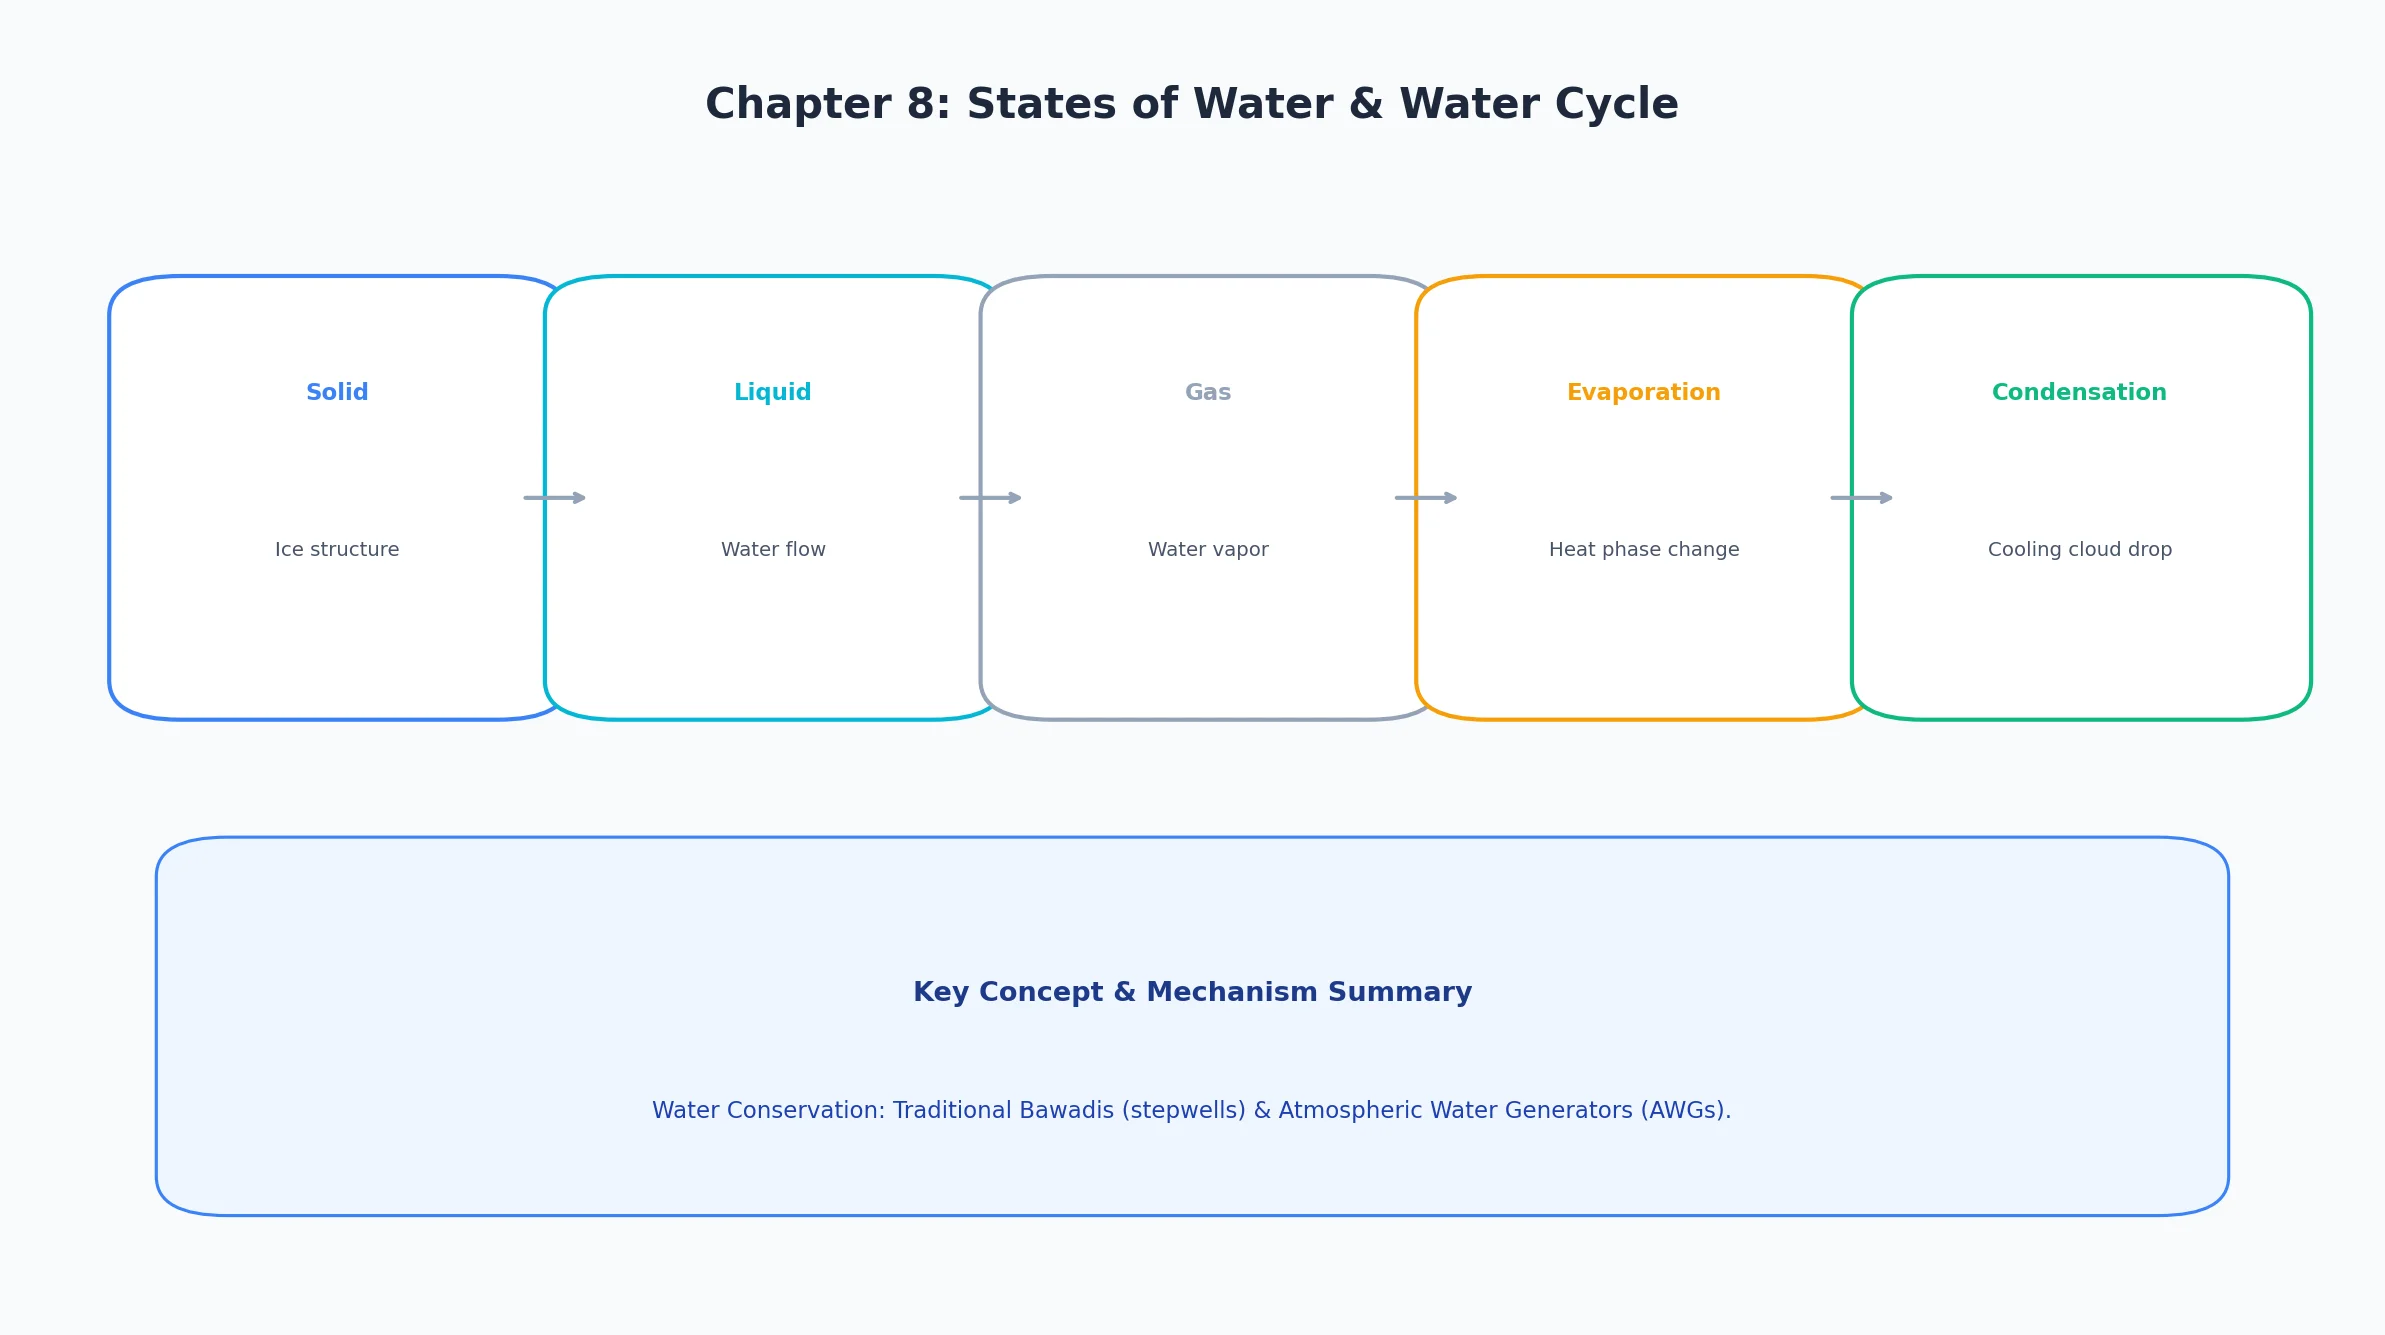 Chapter 8: States of Water & Water Cycle
Solid
Liquid
Gas
Evaporation
Condensation
Ice structure
Water flow
Water vapor
Heat phase change
Cooling cloud drop
Key Concept & Mechanism Summary
Water Conservation: Traditional Bawadis (stepwells) & Atmospheric Water Generators (AWGs).